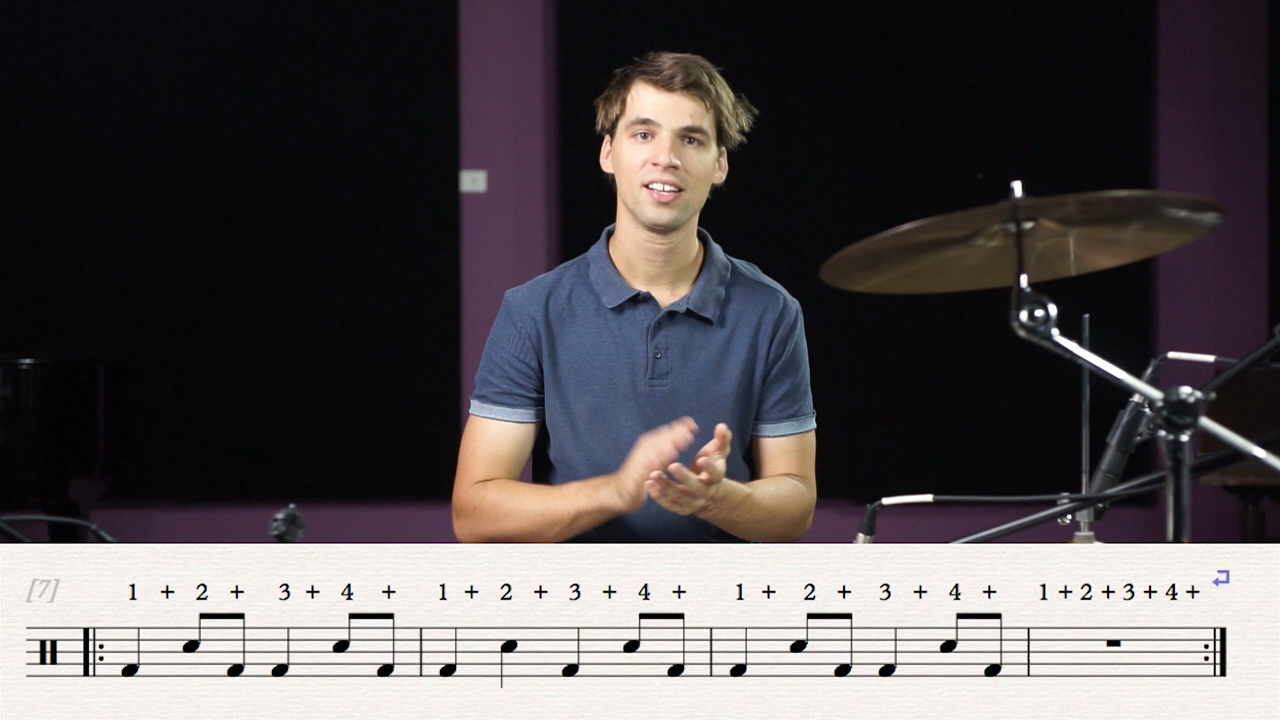 [7] 1 + 2 + 3 + 4 + 1 + 2 + 3 + 4 + 1 + 2 + 3 + 4 + 1 + 2 + 3 + 4 +